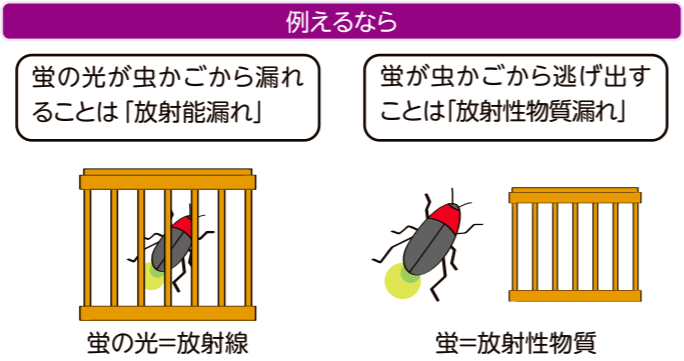 例えるなら
蛍の光が虫かごから漏れ
ることは「放射能漏れ」
蛍が虫かごから逃げ出す
ことは「放射性物質漏れ」
蛍の光=放射線
蛍=放射性物質